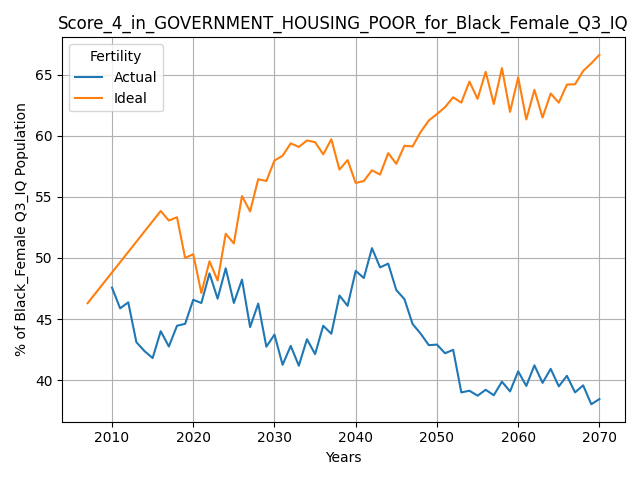 Score_4_in_GOVERNMENT_HOUSING_POOR_for_Black_Female_Q3_IQ
Fertility
Actual
Ideal
% of Black_Female Q3_IQ Population
65
60
55
50
45
40
2010 2020 2030 2040 2050 2060 2070
Years